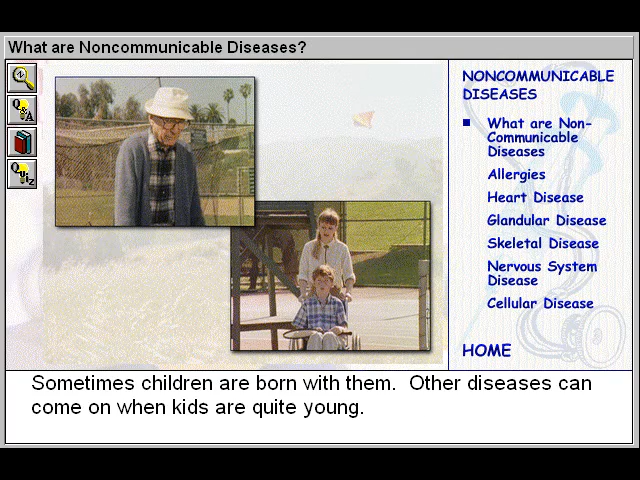 What are Noncommunicable Diseases?
Q&A
QuiZ
NONCOMMUNICABLE
DISEASES
What are Non-
Communicable
Diseases
Allergies
Heart Disease
Glandular Disease
Skeletal Disease
Nervous System
Disease
Cellular Disease
HOME
Sometimes children are born with them.  Other diseases can
come on when kids are quite young.